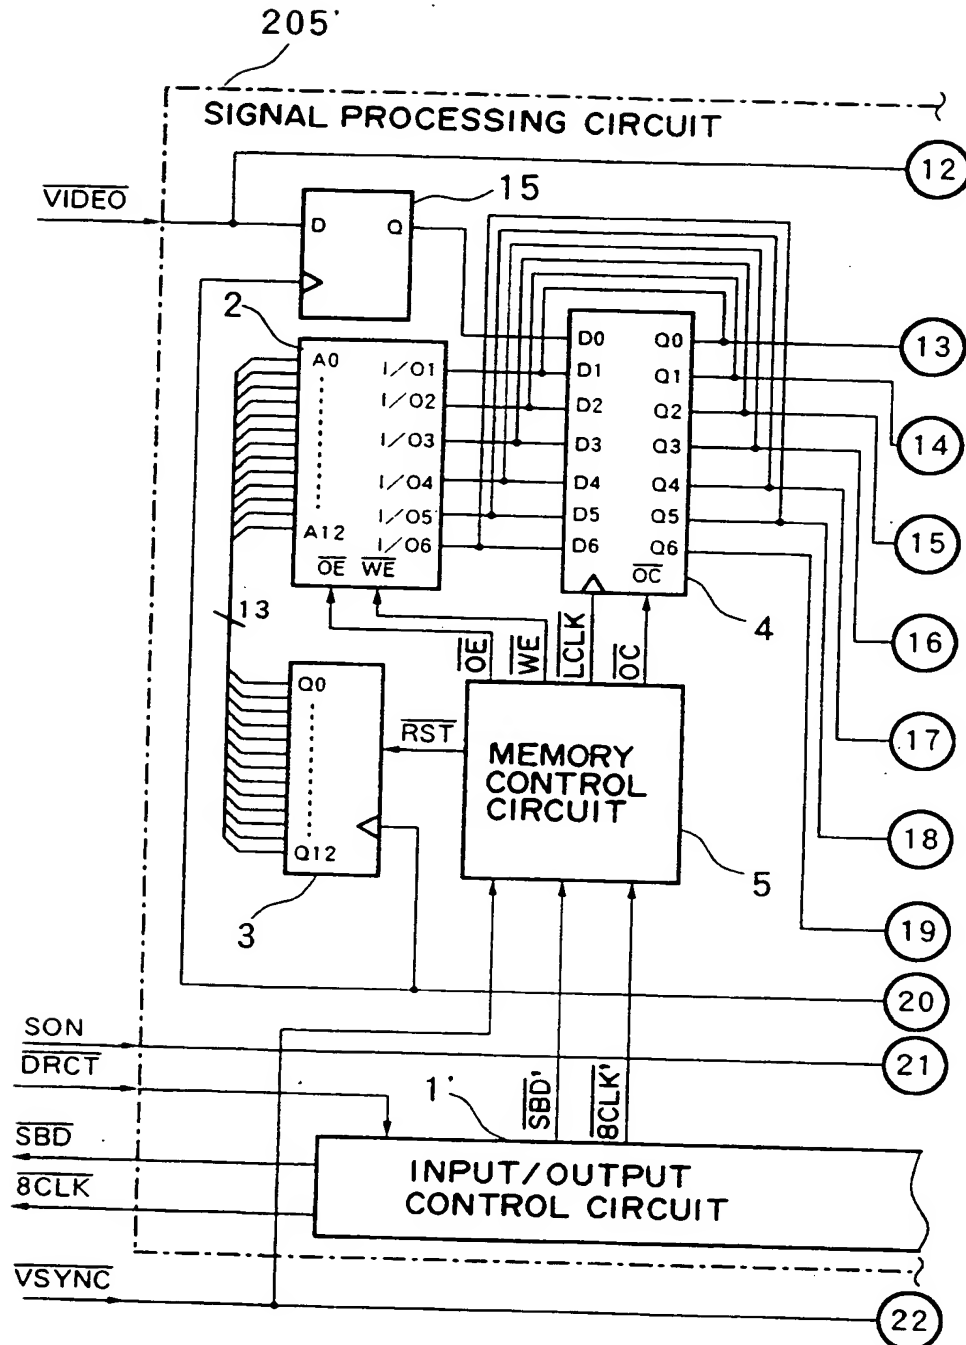 205'
SIGNAL PROCESSING CIRCUIT
12
VIDEO
15
D Q
2
A0
I/O1
I/O2
I/O3
I/O4
I/O5
I/O6
A12
OE WE
D0 Q0
D1 Q1
D2 Q2
D3 Q3
D4 Q4
D5 Q5
D6 Q6
OC
4
13
14
15
16
17
18
19
20
21
22
13
OE
WE
LCLK
OC
Q0
Q12
3
RST
MEMORY
CONTROL
CIRCUIT
5
SON
DRCT
SBD
8CLK
VSYNC
1'
SBD'
8CLK'
INPUT/OUTPUT
CONTROL CIRCUIT